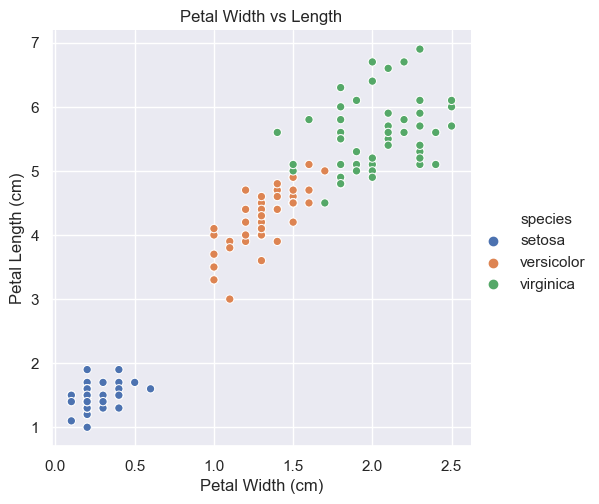 Petal Width vs Length
7
6
5
4
3
2
1
Petal Length (cm)
0.0 0.5 1.0 1.5 2.0 2.5
Petal Width (cm)
species
setosa
versicolor
virginica